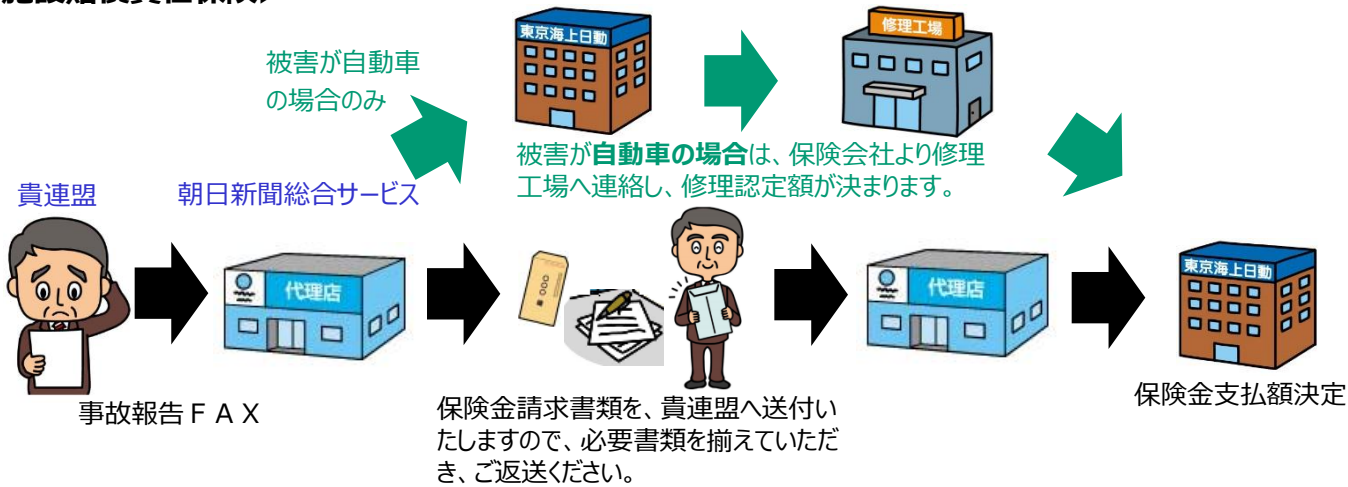 東京海上日動
修理工場
被害が自動車
の場合のみ
被害が自動車の場合は、保険会社より修理
工場へ連絡し、修理認定額が決まります。
貴連盟
朝日新聞総合サービス
代理店
代理店
東京海上日動
事故報告ＦＡＸ
保険金請求書類を、貴連盟へ送付い
たしますので、必要書類を揃えていただ
き、ご返送ください。
保険金支払額決定